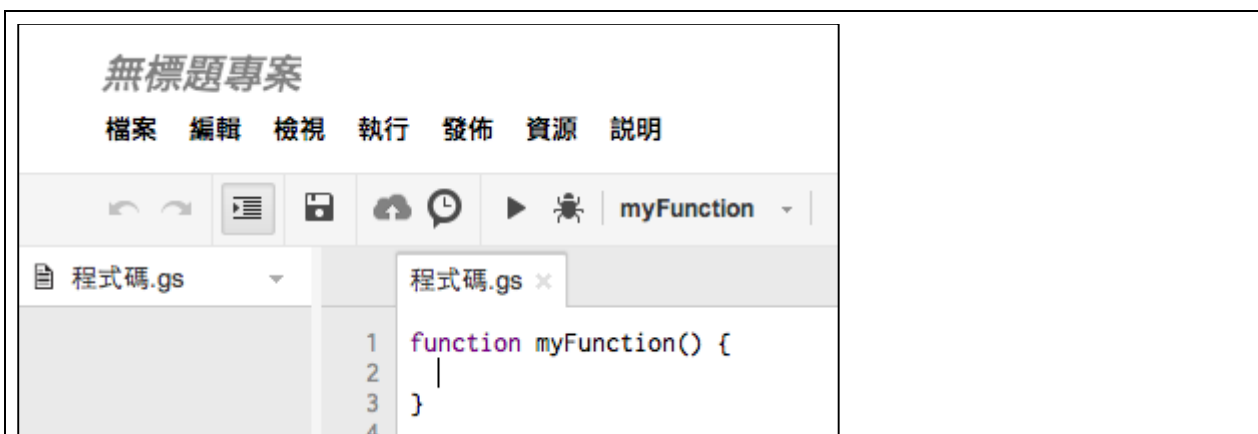 無標題專案
檔案 編輯 檢視 執行 發佈 資源 説明
myFunction
程式碼.gs
程式碼.gs ×
1 function myFunction() {
2
3 }
4